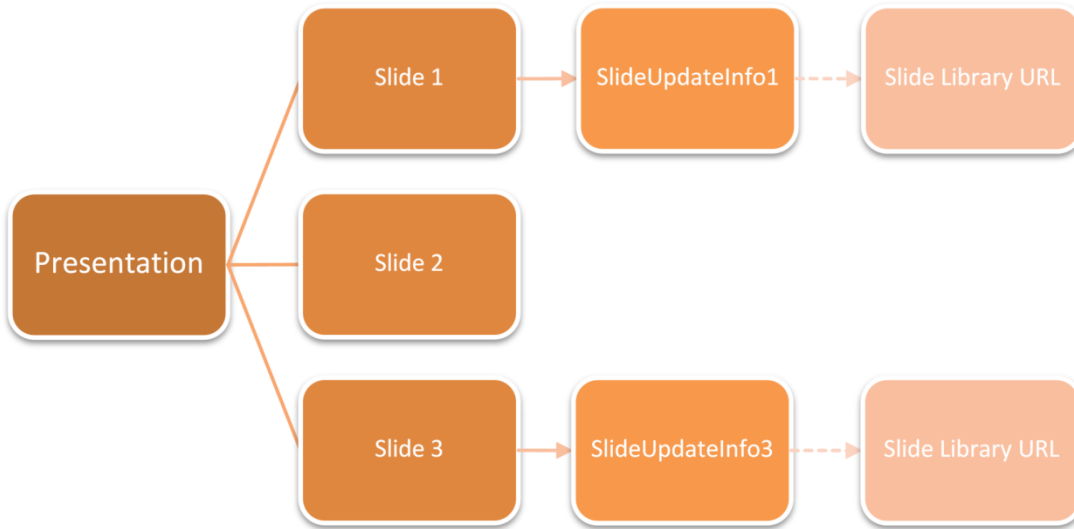 Slide 1
SlideUpdateInfo1
Slide Library URL
Presentation
Slide 2
Slide 3
SlideUpdateInfo3
Slide Library URL